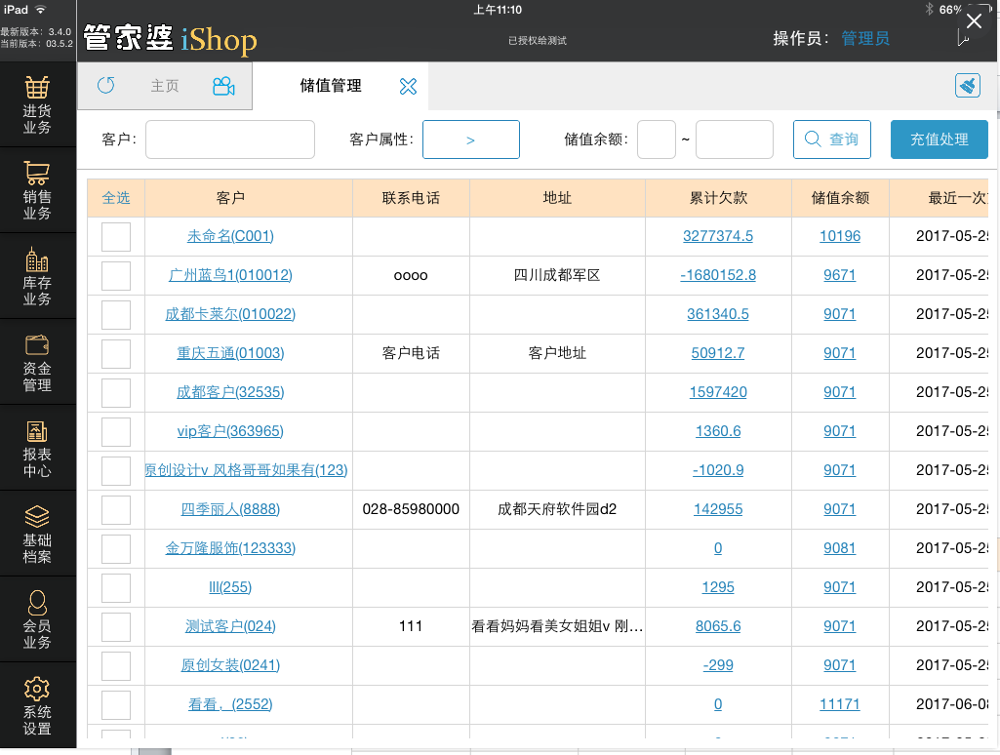 iPad 上午11:10 66%
最新版本：3.4.0
当前版本：03.5.2
管家婆 iShop
已授权给测试
操作员： 管理员
进货
业务
销售
业务
库存
业务
资金
管理
报表
中心
基础
档案
会员
业务
系统
设置
主页 储值管理
客户： 客户属性： > 储值余额： ~ 查询 充值处理
全选 客户 联系电话 地址 累计欠款 储值余额 最近一次
未命名(C001) 3277374.5 10196 2017-05-25
广州蓝鸟1(010012) oooo 四川成都军区 -1680152.8 9671 2017-05-25
成都卡莱尔(010022) 361340.5 9071 2017-05-25
重庆五通(01003) 客户电话 客户地址 50912.7 9071 2017-05-25
成都客户(32535) 1597420 9071 2017-05-25
vip客户(363965) 1360.6 9071 2017-05-25
原创设计v 风格哥哥如果有(123) -1020.9 9071 2017-05-25
四季丽人(8888) 028-85980000 成都天府软件园d2 142955 9071 2017-05-25
金万隆服饰(123333) 0 9081 2017-05-25
lll(255) 1295 9071 2017-05-25
测试客户(024) 111 看看妈妈看美女姐姐v 刚… 8065.6 9071 2017-05-25
原创女装(0241) -299 9071 2017-05-25
看看，(2552) 0 11171 2017-06-08